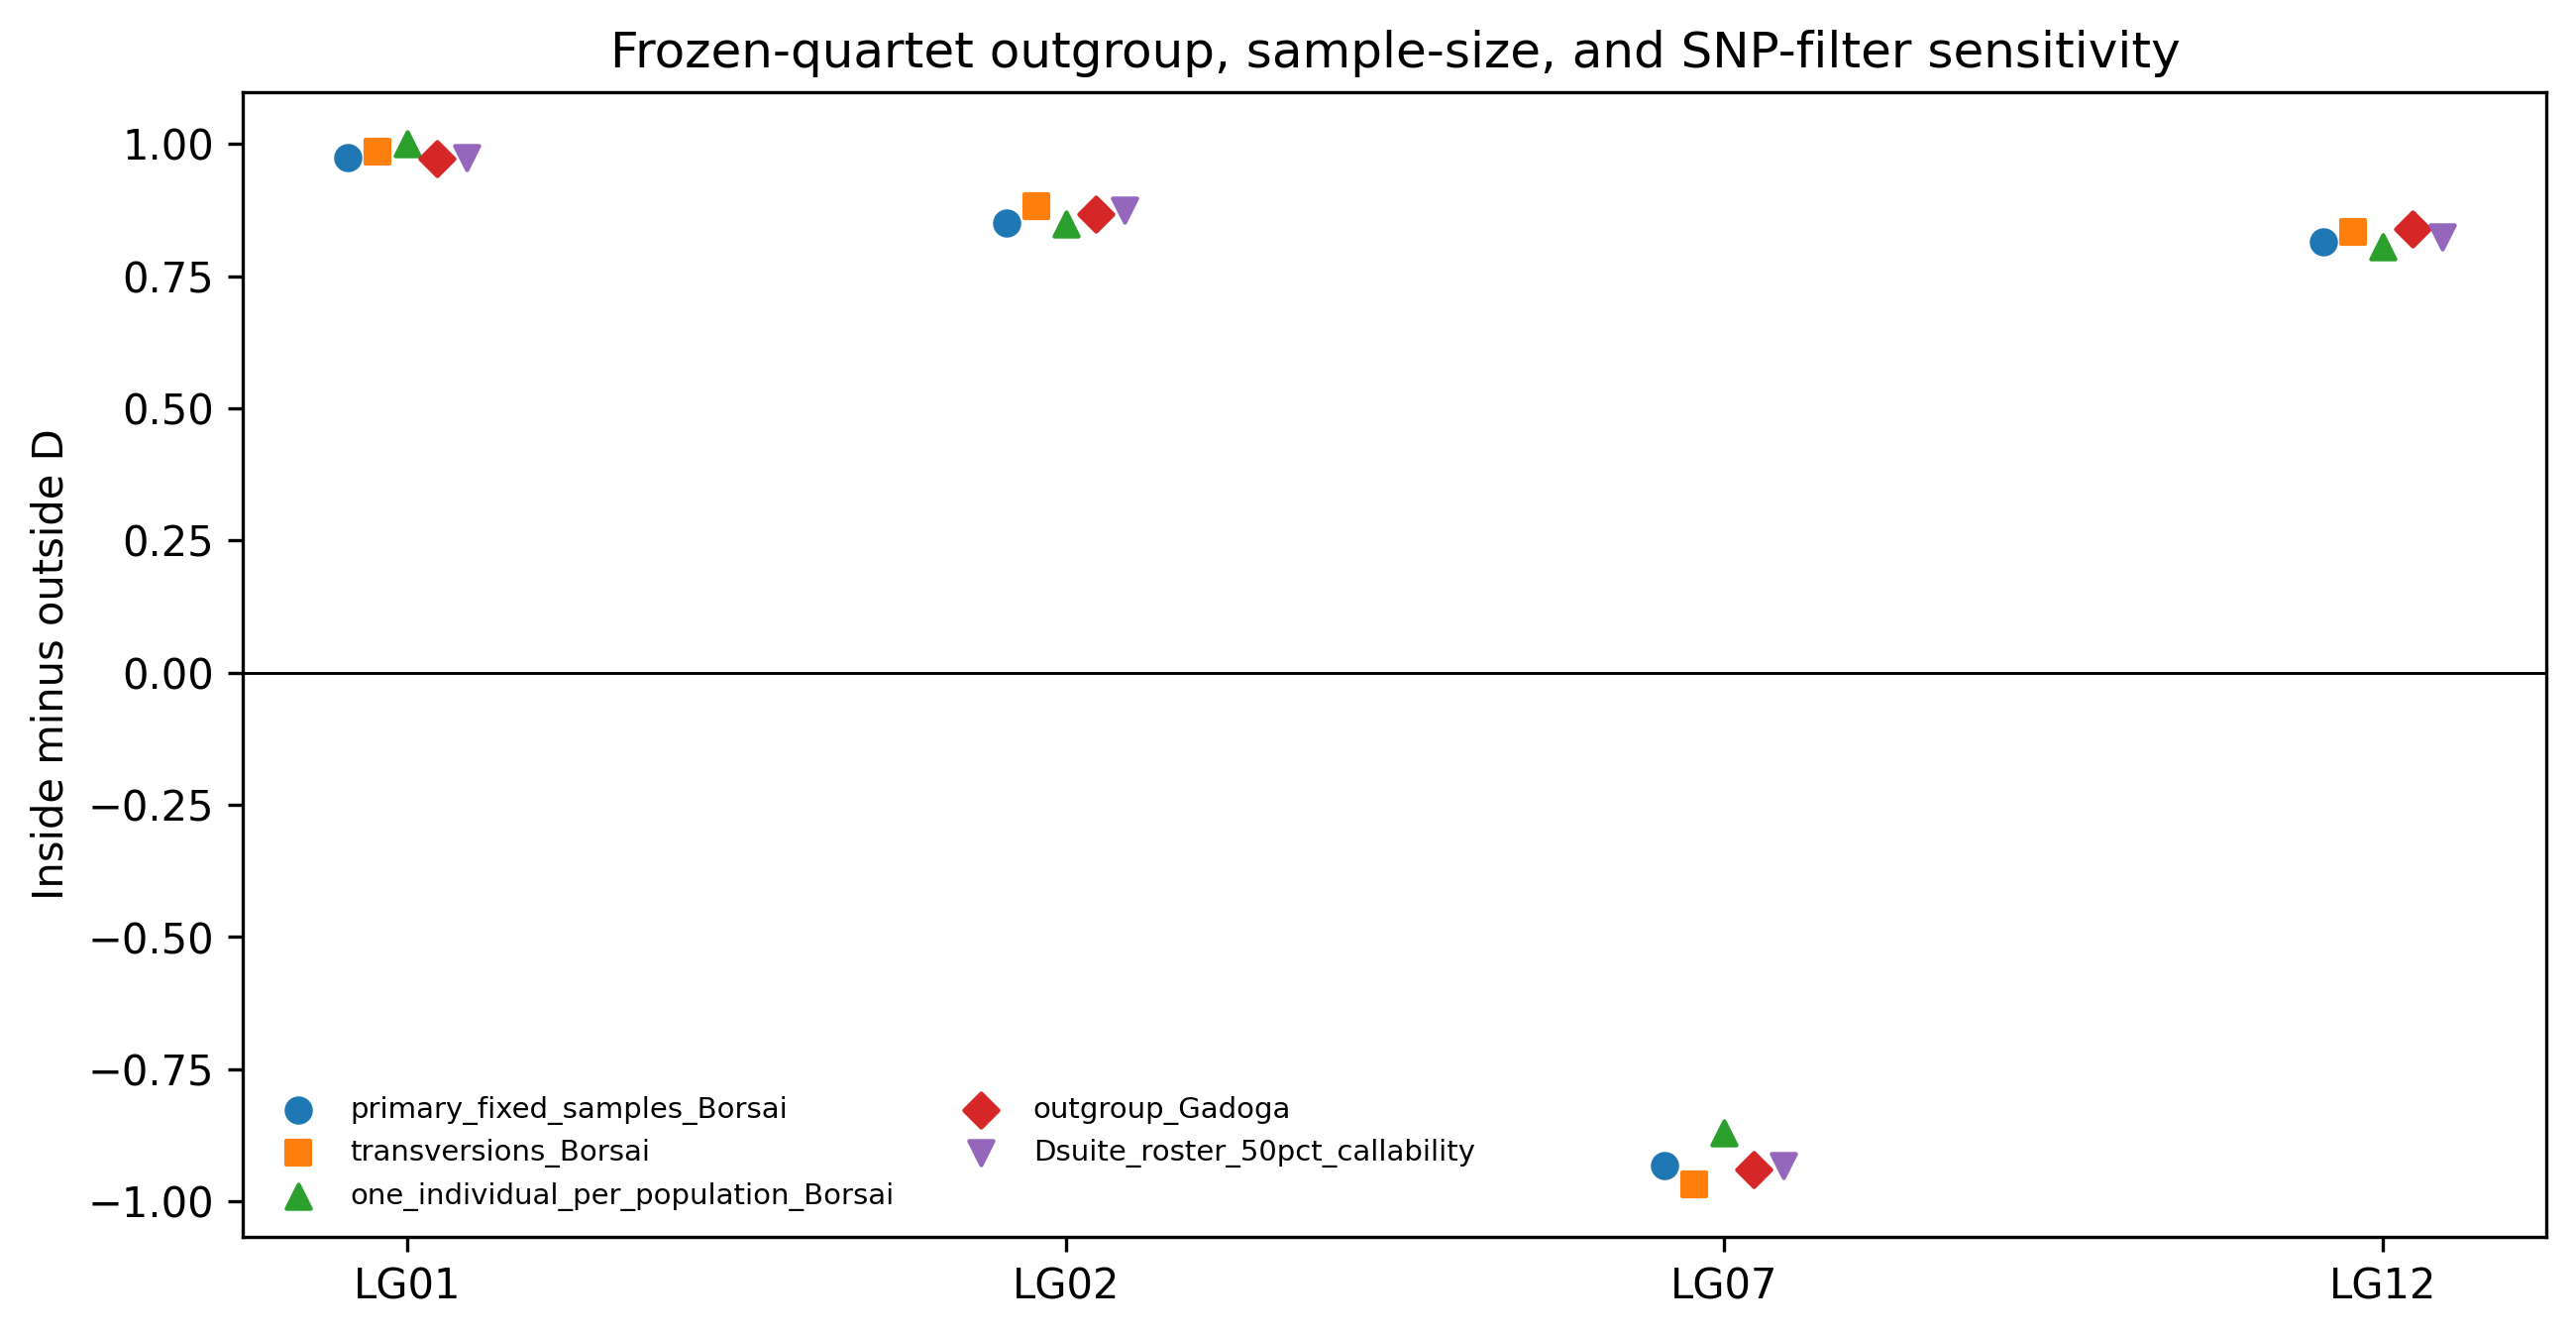 Frozen-quartet outgroup, sample-size, and SNP-filter sensitivity
Inside minus outside D
1.00
0.75
0.50
0.25
0.00
−0.25
−0.50
−0.75
−1.00
primary_fixed_samples_Borsai
transversions_Borsai
one_individual_per_population_Borsai
outgroup_Gadoga
Dsuite_roster_50pct_callability
LG01
LG02
LG07
LG12